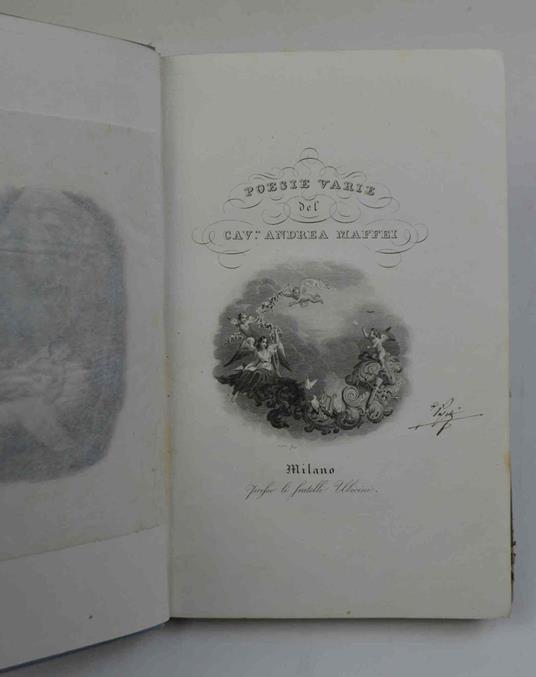 POESIE VARIE
del
CAV.r ANDREA MAFFEI
Milano
presso li fratelli Ubicini.